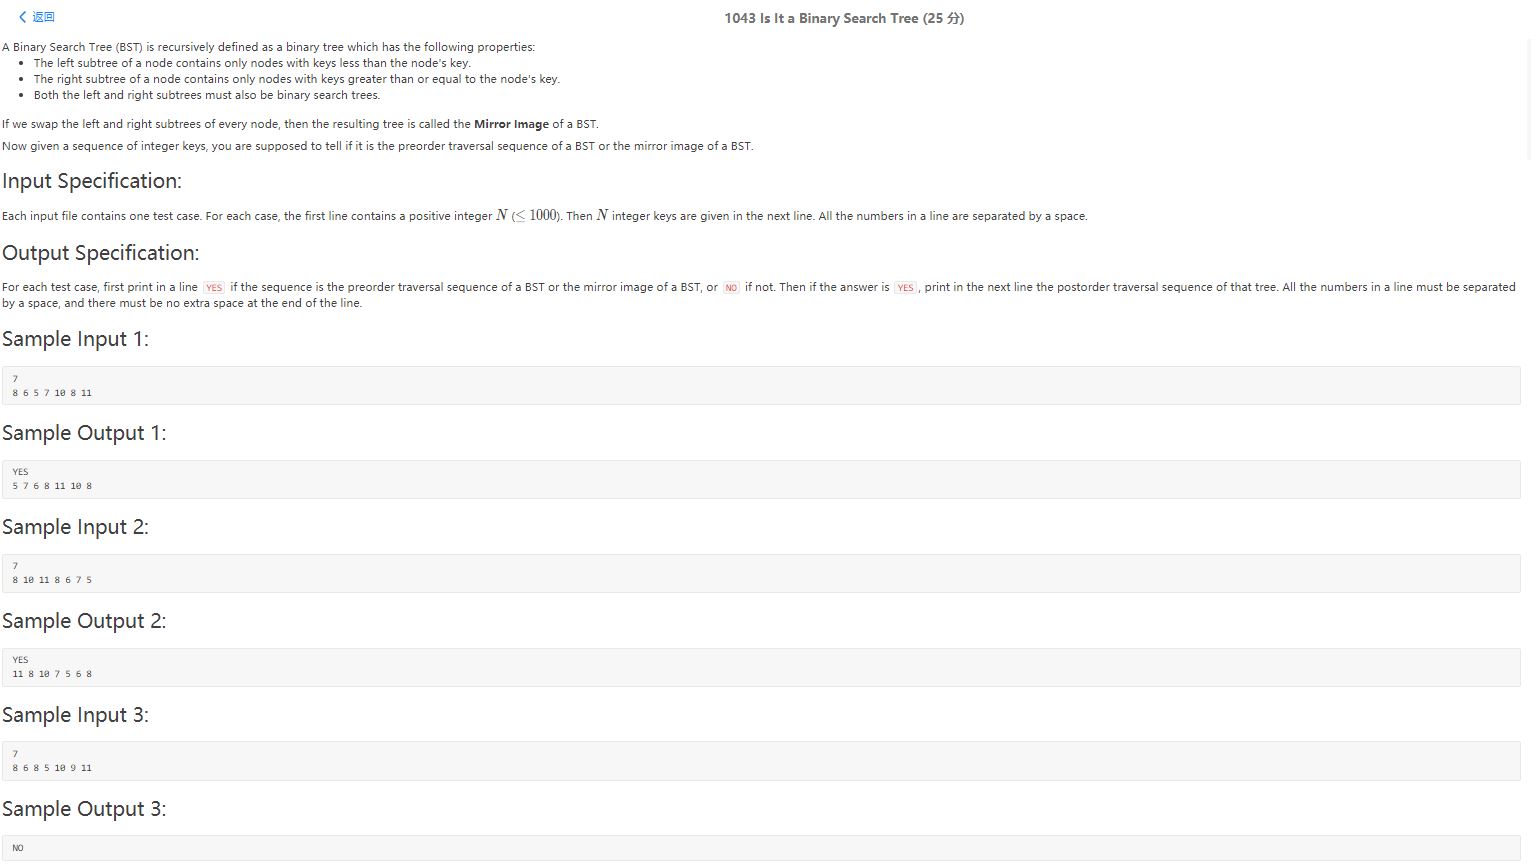 返回
1043 Is It a Binary Search Tree (25 分)
A Binary Search Tree (BST) is recursively defined as a binary tree which has the following properties:
• The left subtree of a node contains only nodes with keys less than the node's key.
• The right subtree of a node contains only nodes with keys greater than or equal to the node's key.
• Both the left and right subtrees must also be binary search trees.
If we swap the left and right subtrees of every node, then the resulting tree is called the Mirror Image of a BST.
Now given a sequence of integer keys, you are supposed to tell if it is the preorder traversal sequence of a BST or the mirror image of a BST.
Input Specification:
Each input file contains one test case. For each case, the first line contains a positive integer N (≤ 1000). Then N integer keys are given in the next line. All the numbers in a line are separated by a space.
Output Specification:
For each test case, first print in a line YES if the sequence is the preorder traversal sequence of a BST or the mirror image of a BST, or NO if not. Then if the answer is YES , print in the next line the postorder traversal sequence of that tree. All the numbers in a line must be separated
by a space, and there must be no extra space at the end of the line.
Sample Input 1:
7
8 6 5 7 10 8 11
Sample Output 1:
YES
5 7 6 8 11 10 8
Sample Input 2:
7
8 10 11 8 6 7 5
Sample Output 2:
YES
11 8 10 7 5 6 8
Sample Input 3:
7
8 6 8 5 10 9 11
Sample Output 3:
NO